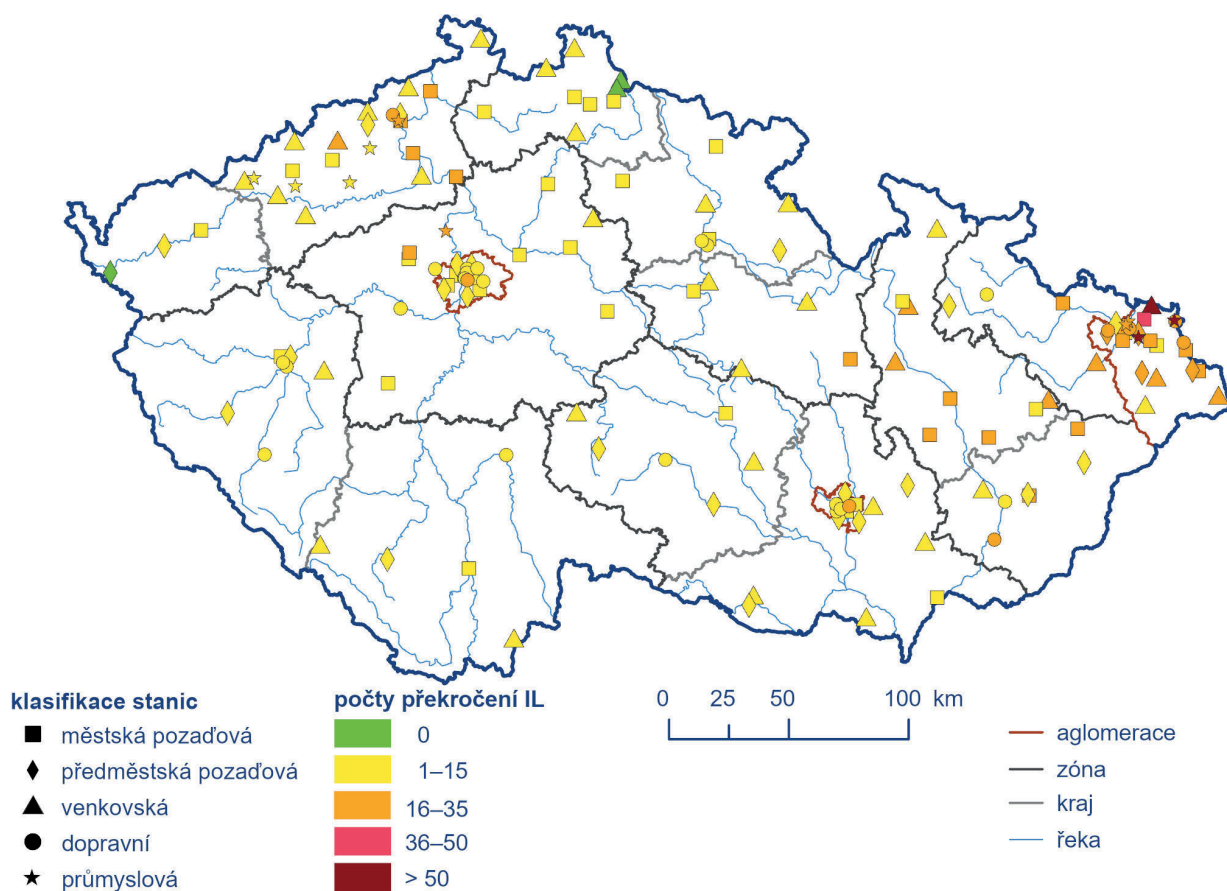 klasifikace stanic
městská pozaďová
předměstská pozaďová
venkovská
dopravní
průmyslová
počty překročení IL
0
1–15
16–35
36–50
> 50
0 25 50 100 km
aglomerace
zóna
kraj
řeka